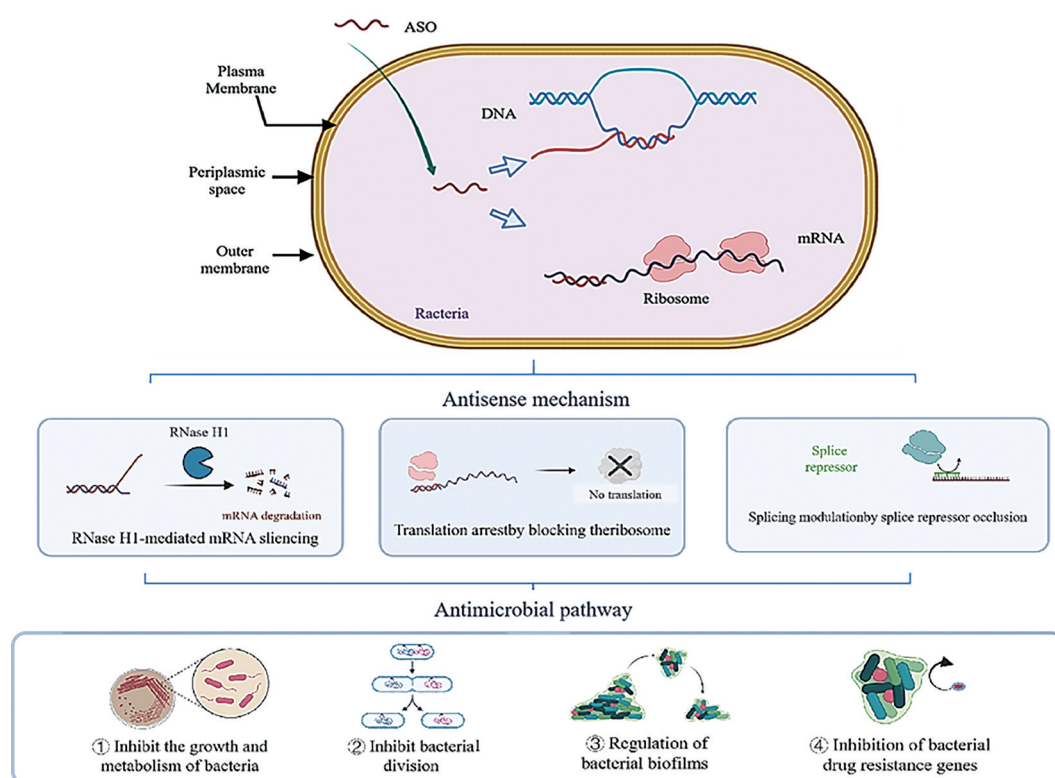 ASO
Plasma
Membrane
DNA
Periplasmic
space
mRNA
Outer
membrane
Ribosome
Racteria
Antisense mechanism
RNase H1
mRNA degradation
RNase H1-mediated mRNA sliencing
No translation
Translation arrestby blocking theribosome
Splice
repressor
Splicing modulationby splice repressor occlusion
Antimicrobial pathway
① Inhibit the growth and
metabolism of bacteria
② Inhibit bacterial
division
③ Regulation of
bacterial biofilms
④ Inhibition of bacterial
drug resistance genes